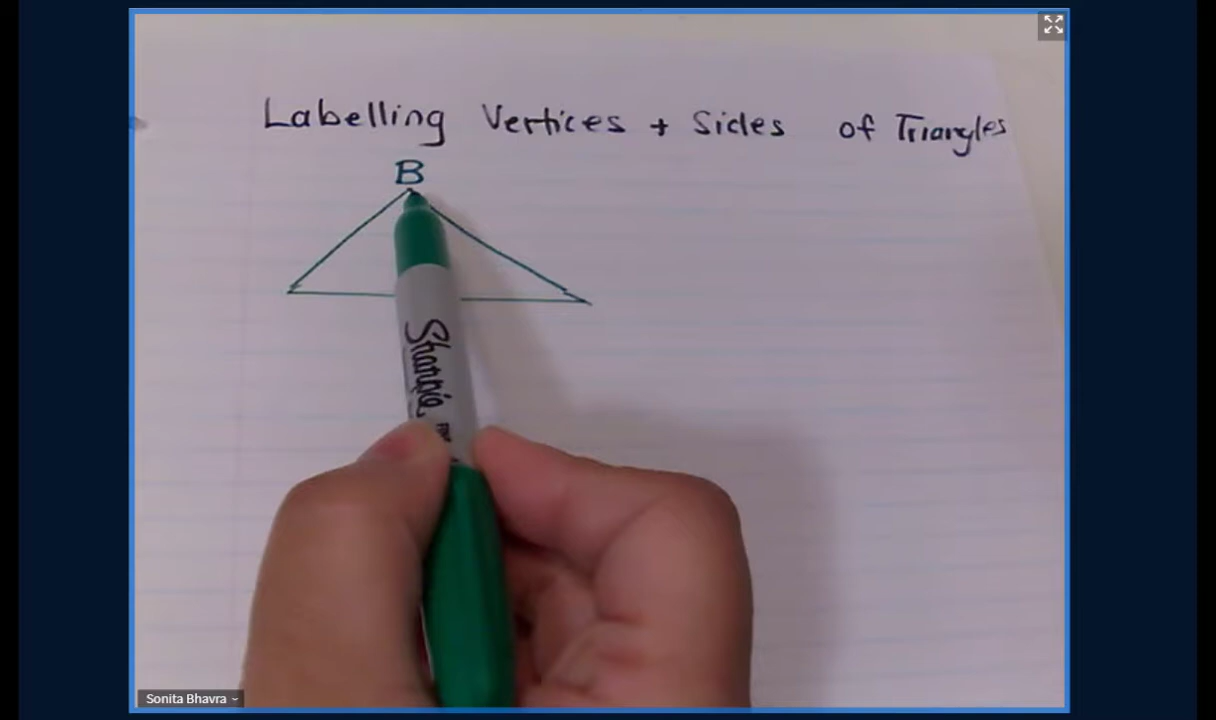 Labelling Vertices + Sides of Triangles
B
Sharpie
Sonita Bhavra